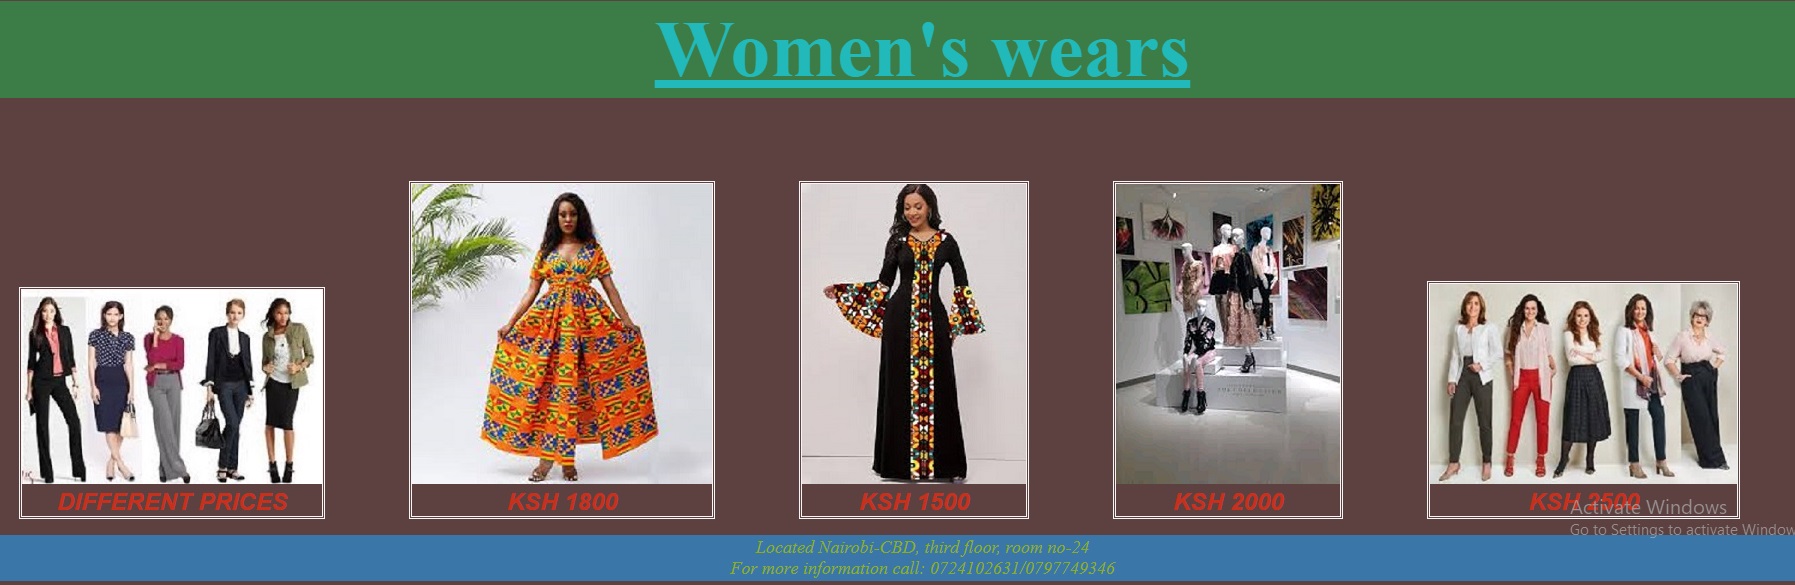 Women's wears
DIFFERENT PRICES
KSH 1800
KSH 1500
KSH 2000
KSH 2500
Activate Windows
Go to Settings to activate Window
Located Nairobi-CBD, third floor, room no-24
For more information call: 0724102631/0797749346